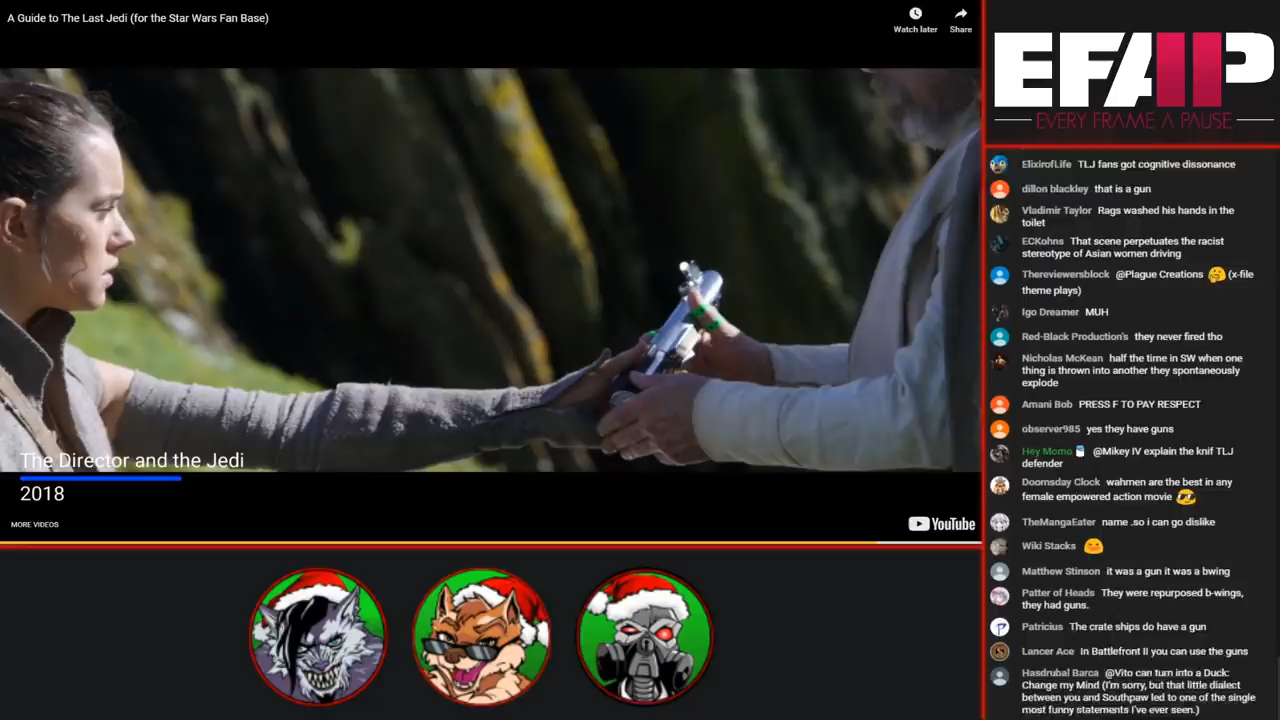 A Guide to The Last Jedi (for the Star Wars Fan Base)
Watch later
Share
The Director and the Jedi
2018
MORE VIDEOS
YouTube
EFAP
EVERY FRAME A PAUSE
ElixirofLife TLJ fans got cognitive dissonance
dillon blackley that is a gun
Vladimir Taylor Rags washed his hands in the
toilet
ECKohns That scene perpetuates the racist
stereotype of Asian women driving
Thereviewersblock @Plague Creations 🤔 (x-file
theme plays)
Igo Dreamer MUH
Red-Black Production's they never fired tho
Nicholas McKean half the time in SW when one
thing is thrown into another they spontaneously
explode
Amani Bob PRESS F TO PAY RESPECT
observer985 yes they have guns
Hey Momo @Mikey IV explain the knif TLJ
defender
Doomsday Clock wahmen are the best in any
female empowered action movie
TheMangaEater name .so i can go dislike
Wiki Stacks
Matthew Stinson it was a gun it was a bwing
Patter of Heads They were repurposed b-wings,
they had guns.
Patricius The crate ships do have a gun
Lancer Ace In Battlefront II you can use the guns
Hasdrubal Barca @Vito can turn into a Duck:
Change my Mind (I'm sorry, but that little dialect
between you and Southpaw led to one of the single
most funny statements I've ever seen.)